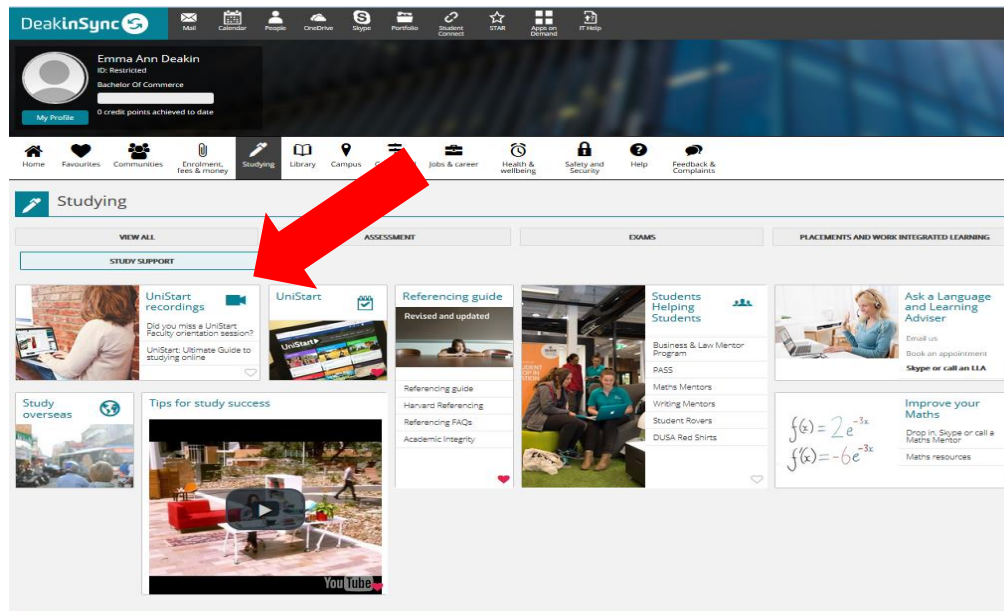 DeakinSync
Mail
Calendar
People
OneDrive
Skype
Portfolio
Student
Connect
STAR
Apps on
Demand
IT Help
Emma Ann Deakin
ID: Restricted
Bachelor Of Commerce
0 credit points achieved to date
My Profile
Home
Favourites
Communities
Enrolment,
fees & money
Studying
Library
Campus
Jobs & career
Health &
wellbeing
Safety and
Security
Help
Feedback &
Complaints
Studying
VIEW ALL
ASSESSMENT
EXAMS
PLACEMENTS AND WORK INTEGRATED LEARNING
STUDY SUPPORT
UniStart
recordings
Did you miss a UniStart
Faculty orientation session?
UniStart: Ultimate Guide to
studying online
UniStart
UniStart
Referencing guide
Revised and updated
Referencing guide
Harvard Referencing
Referencing FAQs
Academic Integrity
Students
Helping
Students
Business & Law Mentor
Program
PASS
Maths Mentors
Writing Mentors
Student Rovers
DUSA Red Shirts
Ask a Language
and Learning
Adviser
Email us
Book an appointment
Skype or call an LLA
Study
overseas
Tips for study success
YouTube
f(x) = 2e^-3x
f'(x) = -6e^-3x
Improve your
Maths
Drop in, Skype or call a
Maths Mentor
Maths resources